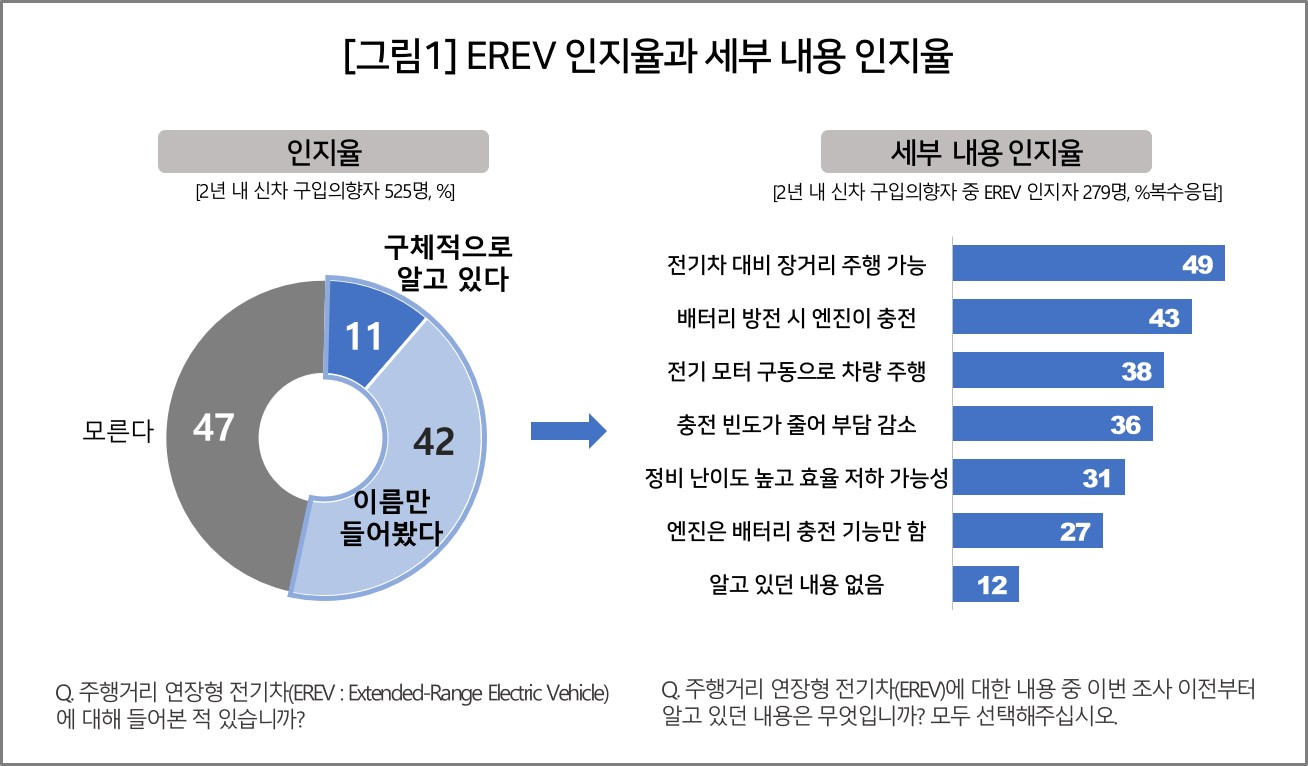 [그림1] EREV 인지율과 세부 내용 인지율
인지율
[2년 내 신차 구입의향자 525명, %]
구체적으로
알고 있다
11
모른다
47
42
이름만
들어봤다
Q. 주행거리 연장형 전기차(EREV : Extended-Range Electric Vehicle)
에 대해 들어본 적 있습니까?
세부 내용 인지율
[2년 내 신차 구입의향자 중 EREV 인지자 279명, %복수응답]
전기차 대비 장거리 주행 가능 49
배터리 방전 시 엔진이 충전 43
전기 모터 구동으로 차량 주행 38
충전 빈도가 줄어 부담 감소 36
정비 난이도 높고 효율 저하 가능성 31
엔진은 배터리 충전 기능만 함 27
알고 있던 내용 없음 12
Q. 주행거리 연장형 전기차(EREV)에 대한 내용 중 이번 조사 이전부터
알고 있던 내용은 무엇입니까? 모두 선택해주십시오.